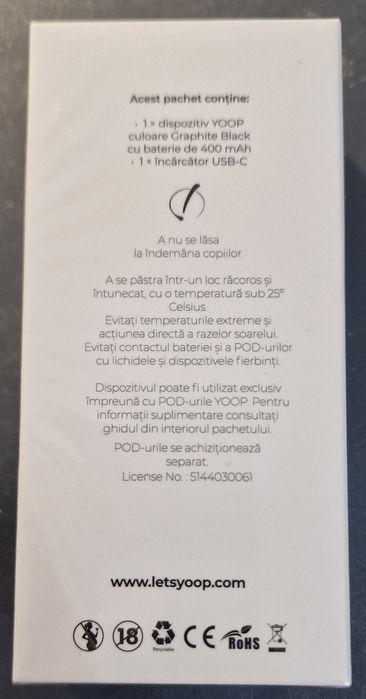 Acest pachet conține:
• 1 × dispozitiv YOOP
culoare Graphite Black
cu baterie de 400 mAh
• 1 × încărcător USB-C
A nu se lăsa
la îndemâna copiilor.
A se păstra într-un loc răcoros și
întunecat, cu o temperatură sub 25°
Celsius.
Evitați temperaturile extreme și
acțiunea directă a razelor soarelui.
Evitați contactul bateriei și a POD-urilor
cu lichidele și dispozitivele fierbinți.
Dispozitivul poate fi utilizat exclusiv
împreună cu POD-urile YOOP. Pentru
informații suplimentare consultați
ghidul din interiorul pachetului.
POD-urile se achiziționează
separat.
License No. : 5144030061
www.letsyoop.com
18 Recyclable CE RoHS